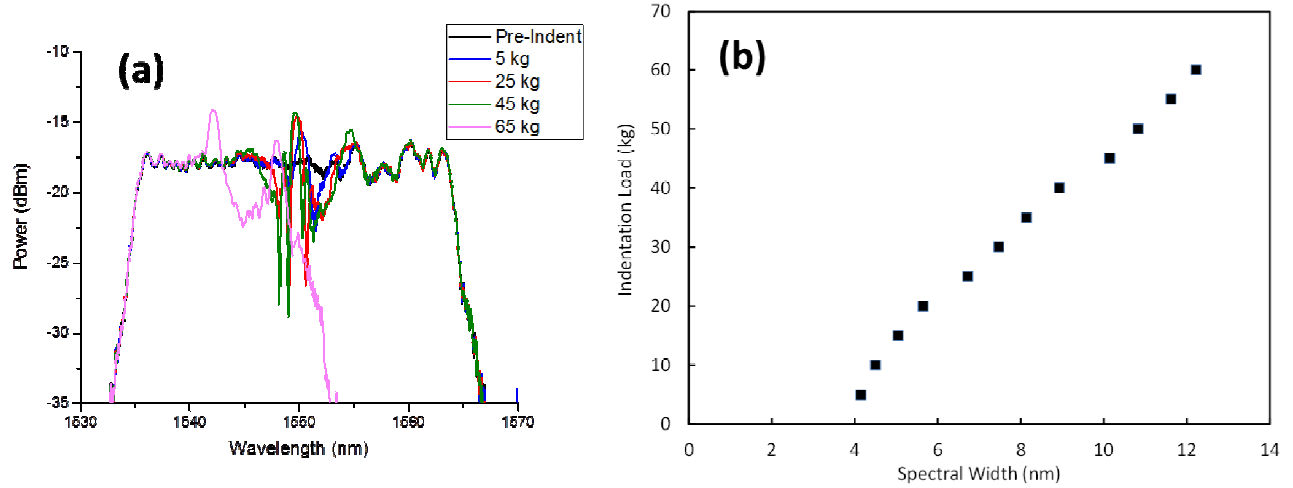 (a)
Pre-Indent
5 kg
25 kg
45 kg
65 kg
Power (dBm)
-10
-15
-20
-25
-30
-35
1530 1540 1550 1560 1570
Wavelength (nm)
(b)
Indentation Load (kg)
70
60
50
40
30
20
10
0
0 2 4 6 8 10 12 14
Spectral Width (nm)